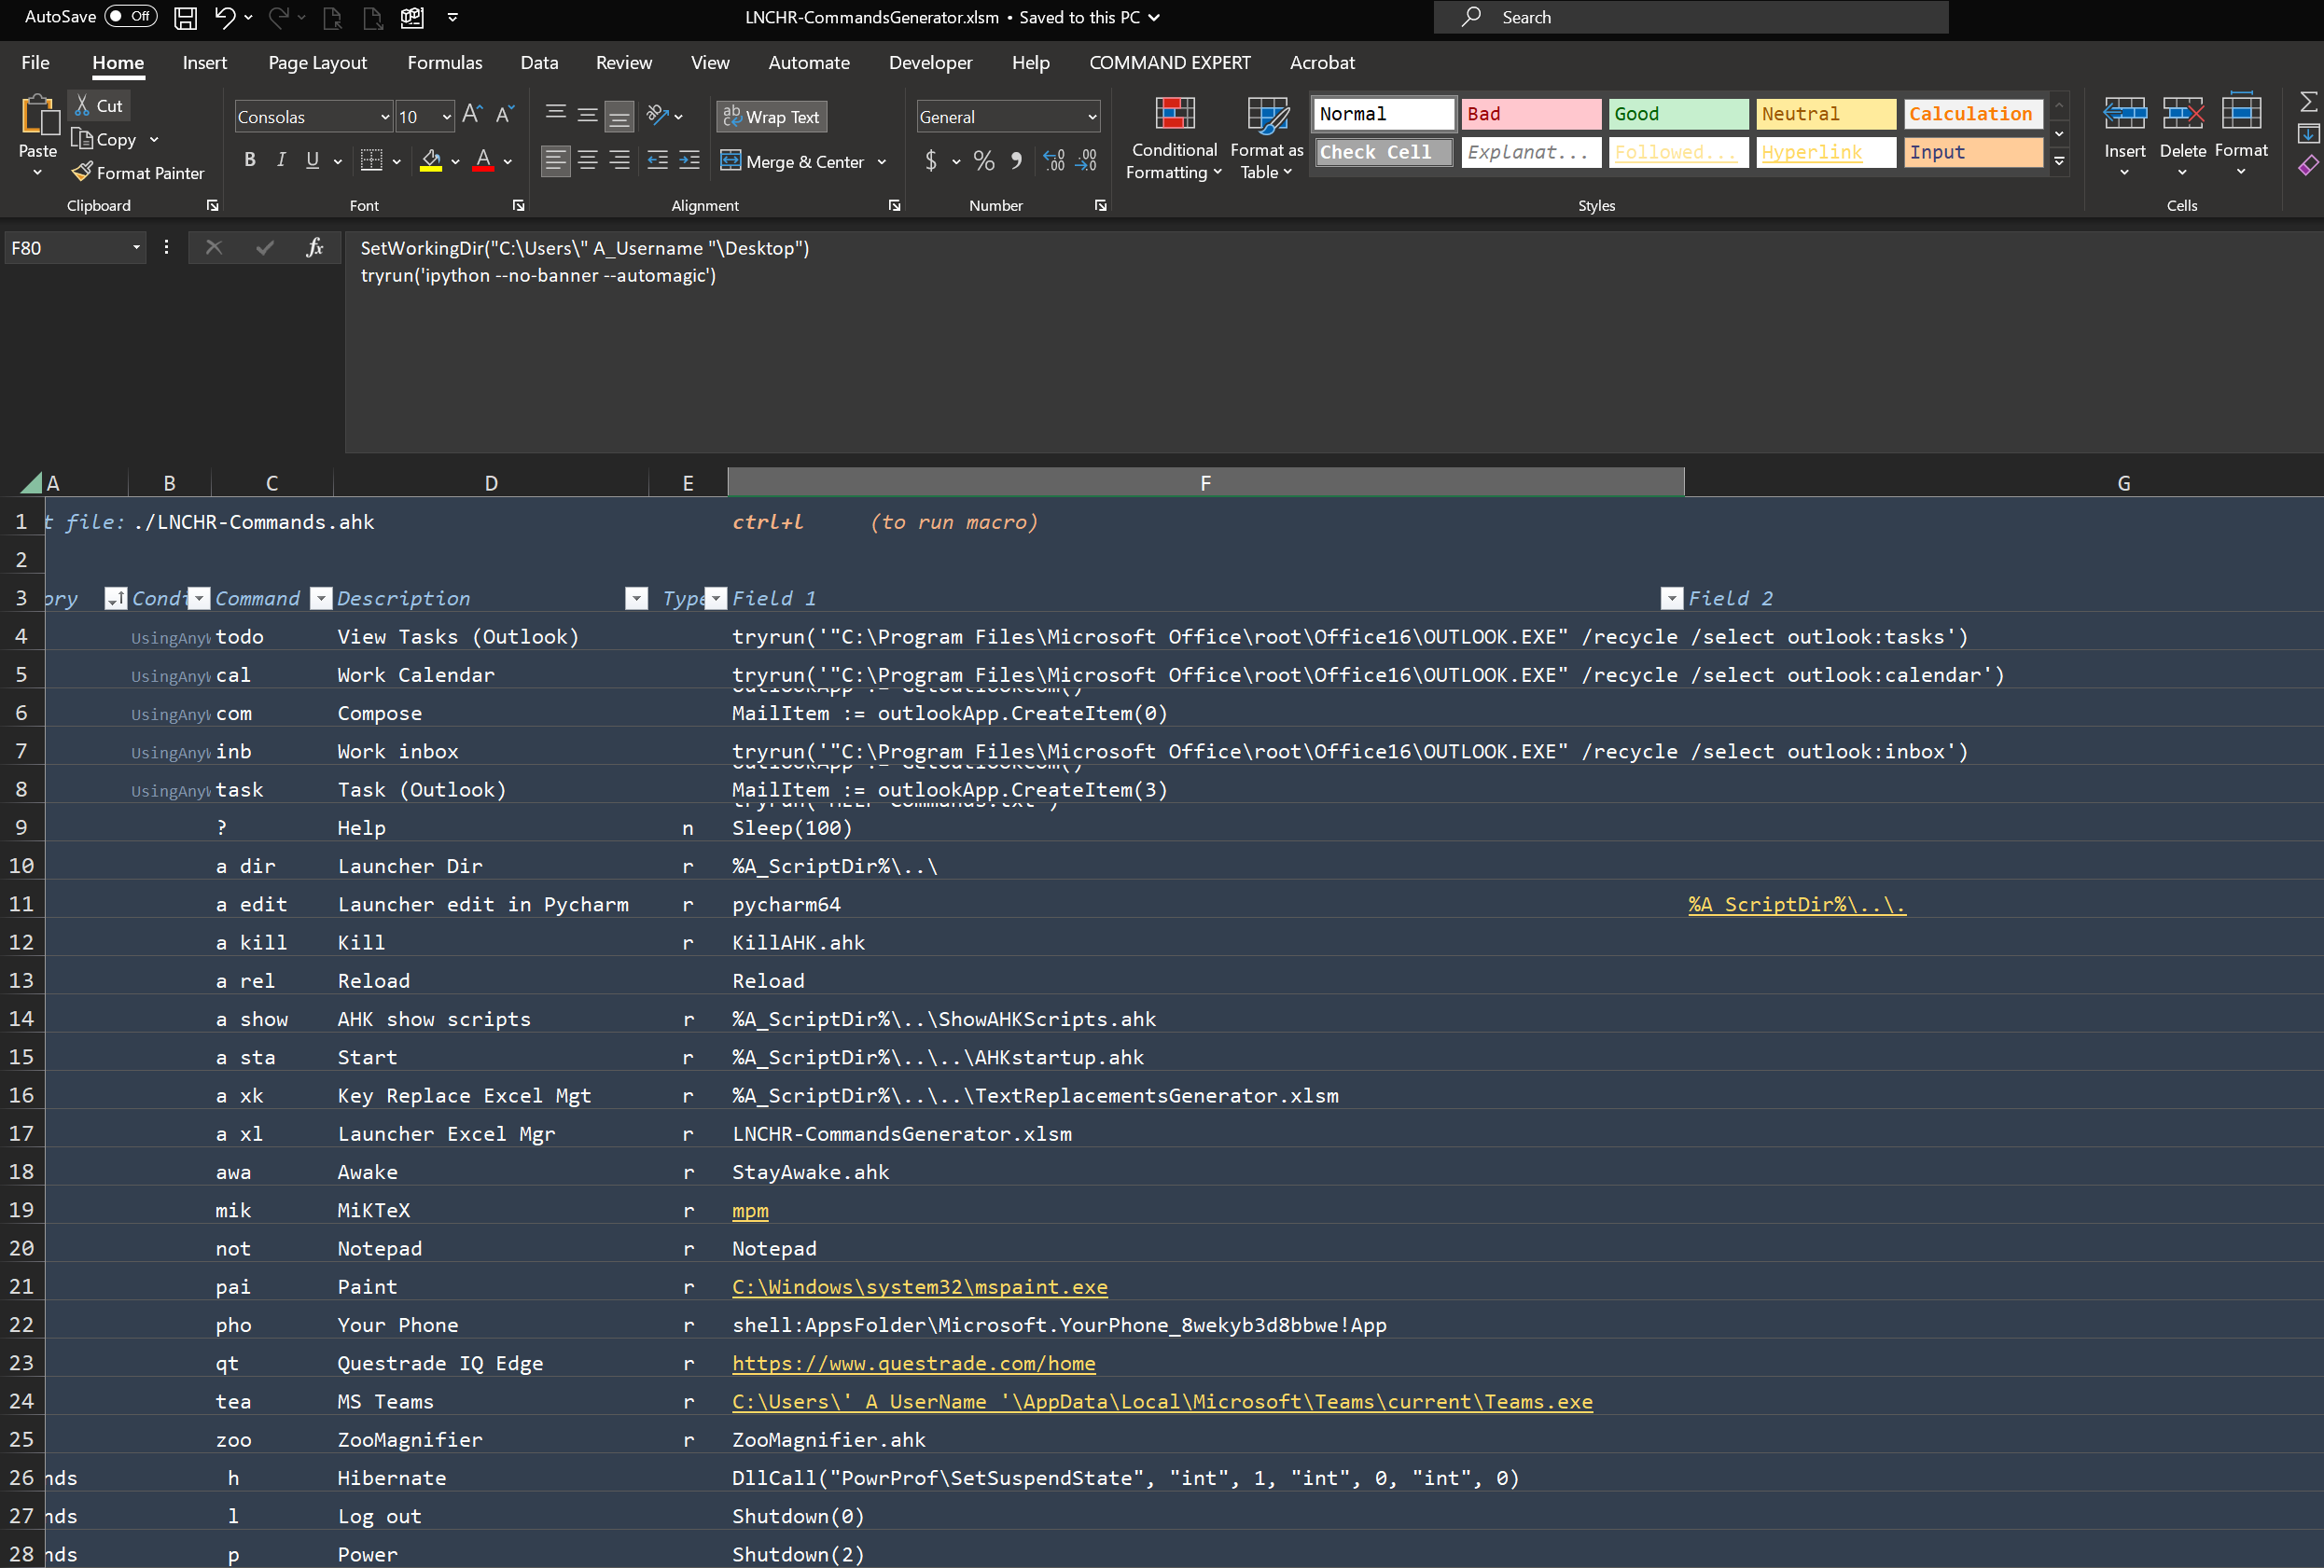 AutoSave Off LNCHR-CommandsGenerator.xlsm • Saved to this PC Search
File Home Insert Page Layout Formulas Data Review View Automate Developer Help COMMAND EXPERT Acrobat
Paste Cut Copy Format Painter Clipboard
Consolas 10 B I U Font
Wrap Text Merge & Center Alignment
General $ % Number
Conditional Formatting Format as Table
Normal Bad Good Neutral Calculation
Check Cell Explanat... Followed... Hyperlink Input
Styles
Insert Delete Format Cells
F80 fx SetWorkingDir("C:\Users\" A_Username "\Desktop")
tryrun('ipython --no-banner --automagic')
A B C D E F G
1 t file: ./LNCHR-Commands.ahk ctrl+l (to run macro)
2
3 ory Condi Command Description Type Field 1 Field 2
4 UsingAnyW todo View Tasks (Outlook) tryrun('"C:\Program Files\Microsoft Office\root\Office16\OUTLOOK.EXE" /recycle /select outlook:tasks')
5 UsingAnyW cal Work Calendar tryrun('"C:\Program Files\Microsoft Office\root\Office16\OUTLOOK.EXE" /recycle /select outlook:calendar')
6 UsingAnyW com Compose MailItem := outlookApp.CreateItem(0)
7 UsingAnyW inb Work inbox tryrun('"C:\Program Files\Microsoft Office\root\Office16\OUTLOOK.EXE" /recycle /select outlook:inbox')
8 UsingAnyW task Task (Outlook) MailItem := outlookApp.CreateItem(3)
9 ? Help n Sleep(100)
10 a dir Launcher Dir r %A_ScriptDir%\..\
11 a edit Launcher edit in Pycharm r pycharm64 %A_ScriptDir%\..\.
12 a kill Kill r KillAHK.ahk
13 a rel Reload Reload
14 a show AHK show scripts r %A_ScriptDir%\..\ShowAHKScripts.ahk
15 a sta Start r %A_ScriptDir%\..\..\AHKstartup.ahk
16 a xk Key Replace Excel Mgt r %A_ScriptDir%\..\..\TextReplacementsGenerator.xlsm
17 a xl Launcher Excel Mgr r LNCHR-CommandsGenerator.xlsm
18 awa Awake r StayAwake.ahk
19 mik MiKTeX r mpm
20 not Notepad r Notepad
21 pai Paint r C:\Windows\system32\mspaint.exe
22 pho Your Phone r shell:AppsFolder\Microsoft.YourPhone_8wekyb3d8bbwe!App
23 qt Questrade IQ Edge r https://www.questrade.com/home
24 tea MS Teams r C:\Users\' A_UserName '\AppData\Local\Microsoft\Teams\current\Teams.exe
25 zoo ZooMagnifier r ZooMagnifier.ahk
26 nds h Hibernate DllCall("PowrProf\SetSuspendState", "int", 1, "int", 0, "int", 0)
27 nds l Log out Shutdown(0)
28 nds p Power Shutdown(2)